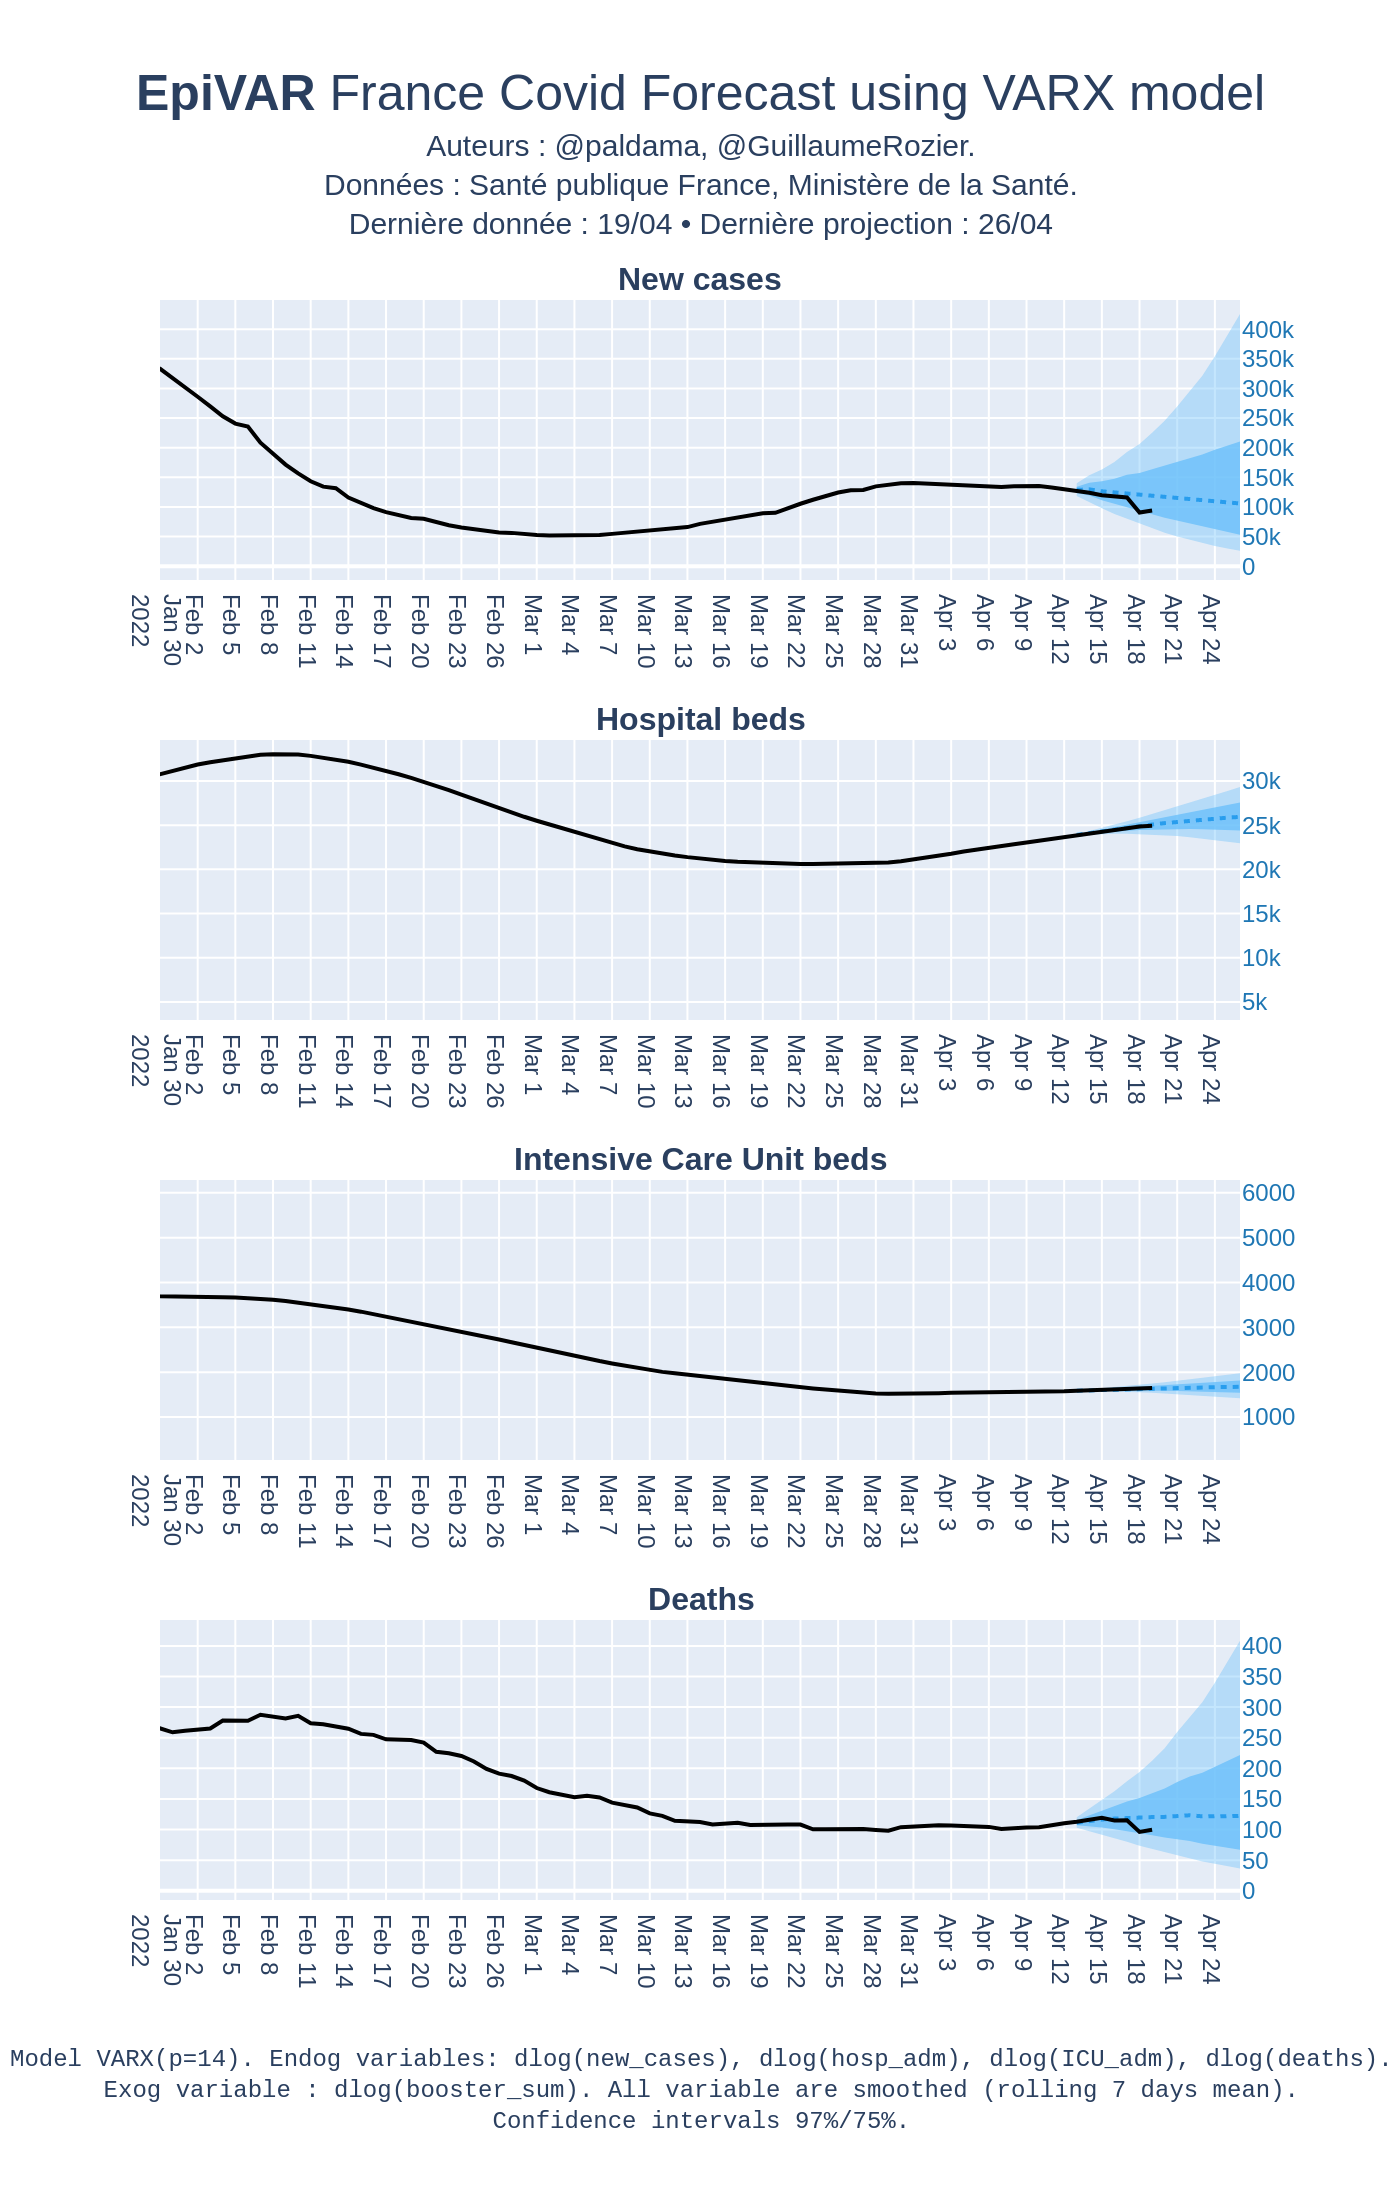 EpiVAR France Covid Forecast using VARX model
Auteurs : @paldama, @GuillaumeRozier.
Données : Santé publique France, Ministère de la Santé.
Dernière donnée : 19/04 • Dernière projection : 26/04
New cases
400k
350k
300k
250k
200k
150k
100k
50k
0
Jan 30
2022
Feb 2
Feb 5
Feb 8
Feb 11
Feb 14
Feb 17
Feb 20
Feb 23
Feb 26
Mar 1
Mar 4
Mar 7
Mar 10
Mar 13
Mar 16
Mar 19
Mar 22
Mar 25
Mar 28
Mar 31
Apr 3
Apr 6
Apr 9
Apr 12
Apr 15
Apr 18
Apr 21
Apr 24
Hospital beds
30k
25k
20k
15k
10k
5k
Jan 30
2022
Feb 2
Feb 5
Feb 8
Feb 11
Feb 14
Feb 17
Feb 20
Feb 23
Feb 26
Mar 1
Mar 4
Mar 7
Mar 10
Mar 13
Mar 16
Mar 19
Mar 22
Mar 25
Mar 28
Mar 31
Apr 3
Apr 6
Apr 9
Apr 12
Apr 15
Apr 18
Apr 21
Apr 24
Intensive Care Unit beds
6000
5000
4000
3000
2000
1000
Jan 30
2022
Feb 2
Feb 5
Feb 8
Feb 11
Feb 14
Feb 17
Feb 20
Feb 23
Feb 26
Mar 1
Mar 4
Mar 7
Mar 10
Mar 13
Mar 16
Mar 19
Mar 22
Mar 25
Mar 28
Mar 31
Apr 3
Apr 6
Apr 9
Apr 12
Apr 15
Apr 18
Apr 21
Apr 24
Deaths
400
350
300
250
200
150
100
50
0
Jan 30
2022
Feb 2
Feb 5
Feb 8
Feb 11
Feb 14
Feb 17
Feb 20
Feb 23
Feb 26
Mar 1
Mar 4
Mar 7
Mar 10
Mar 13
Mar 16
Mar 19
Mar 22
Mar 25
Mar 28
Mar 31
Apr 3
Apr 6
Apr 9
Apr 12
Apr 15
Apr 18
Apr 21
Apr 24
Model VARX(p=14). Endog variables: dlog(new_cases), dlog(hosp_adm), dlog(ICU_adm), dlog(deaths).
Exog variable : dlog(booster_sum). All variable are smoothed (rolling 7 days mean).
Confidence intervals 97%/75%.